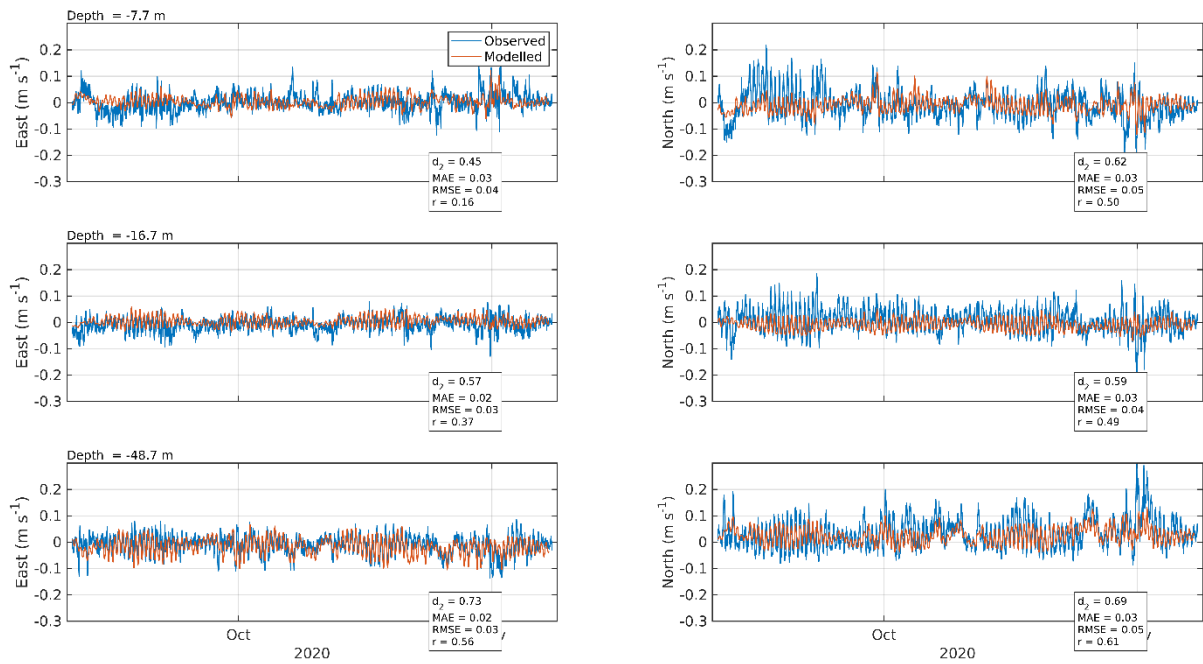 Depth = -7.7 m
0.2
0.1
0
-0.1
-0.2
-0.3
East (m s-1)
Observed
Modelled
d2 = 0.45
MAE = 0.03
RMSE = 0.04
r = 0.16
0.2
0.1
0
-0.1
-0.2
-0.3
North (m s-1)
d2 = 0.62
MAE = 0.03
RMSE = 0.05
r = 0.50
Depth = -16.7 m
0.2
0.1
0
-0.1
-0.2
-0.3
East (m s-1)
d2 = 0.57
MAE = 0.02
RMSE = 0.03
r = 0.37
0.2
0.1
0
-0.1
-0.2
-0.3
North (m s-1)
d2 = 0.59
MAE = 0.03
RMSE = 0.04
r = 0.49
Depth = -48.7 m
0.2
0.1
0
-0.1
-0.2
-0.3
East (m s-1)
d2 = 0.73
MAE = 0.02
RMSE = 0.03
r = 0.56
Oct
2020
0.2
0.1
0
-0.1
-0.2
-0.3
North (m s-1)
d2 = 0.69
MAE = 0.03
RMSE = 0.05
r = 0.61
Oct
2020